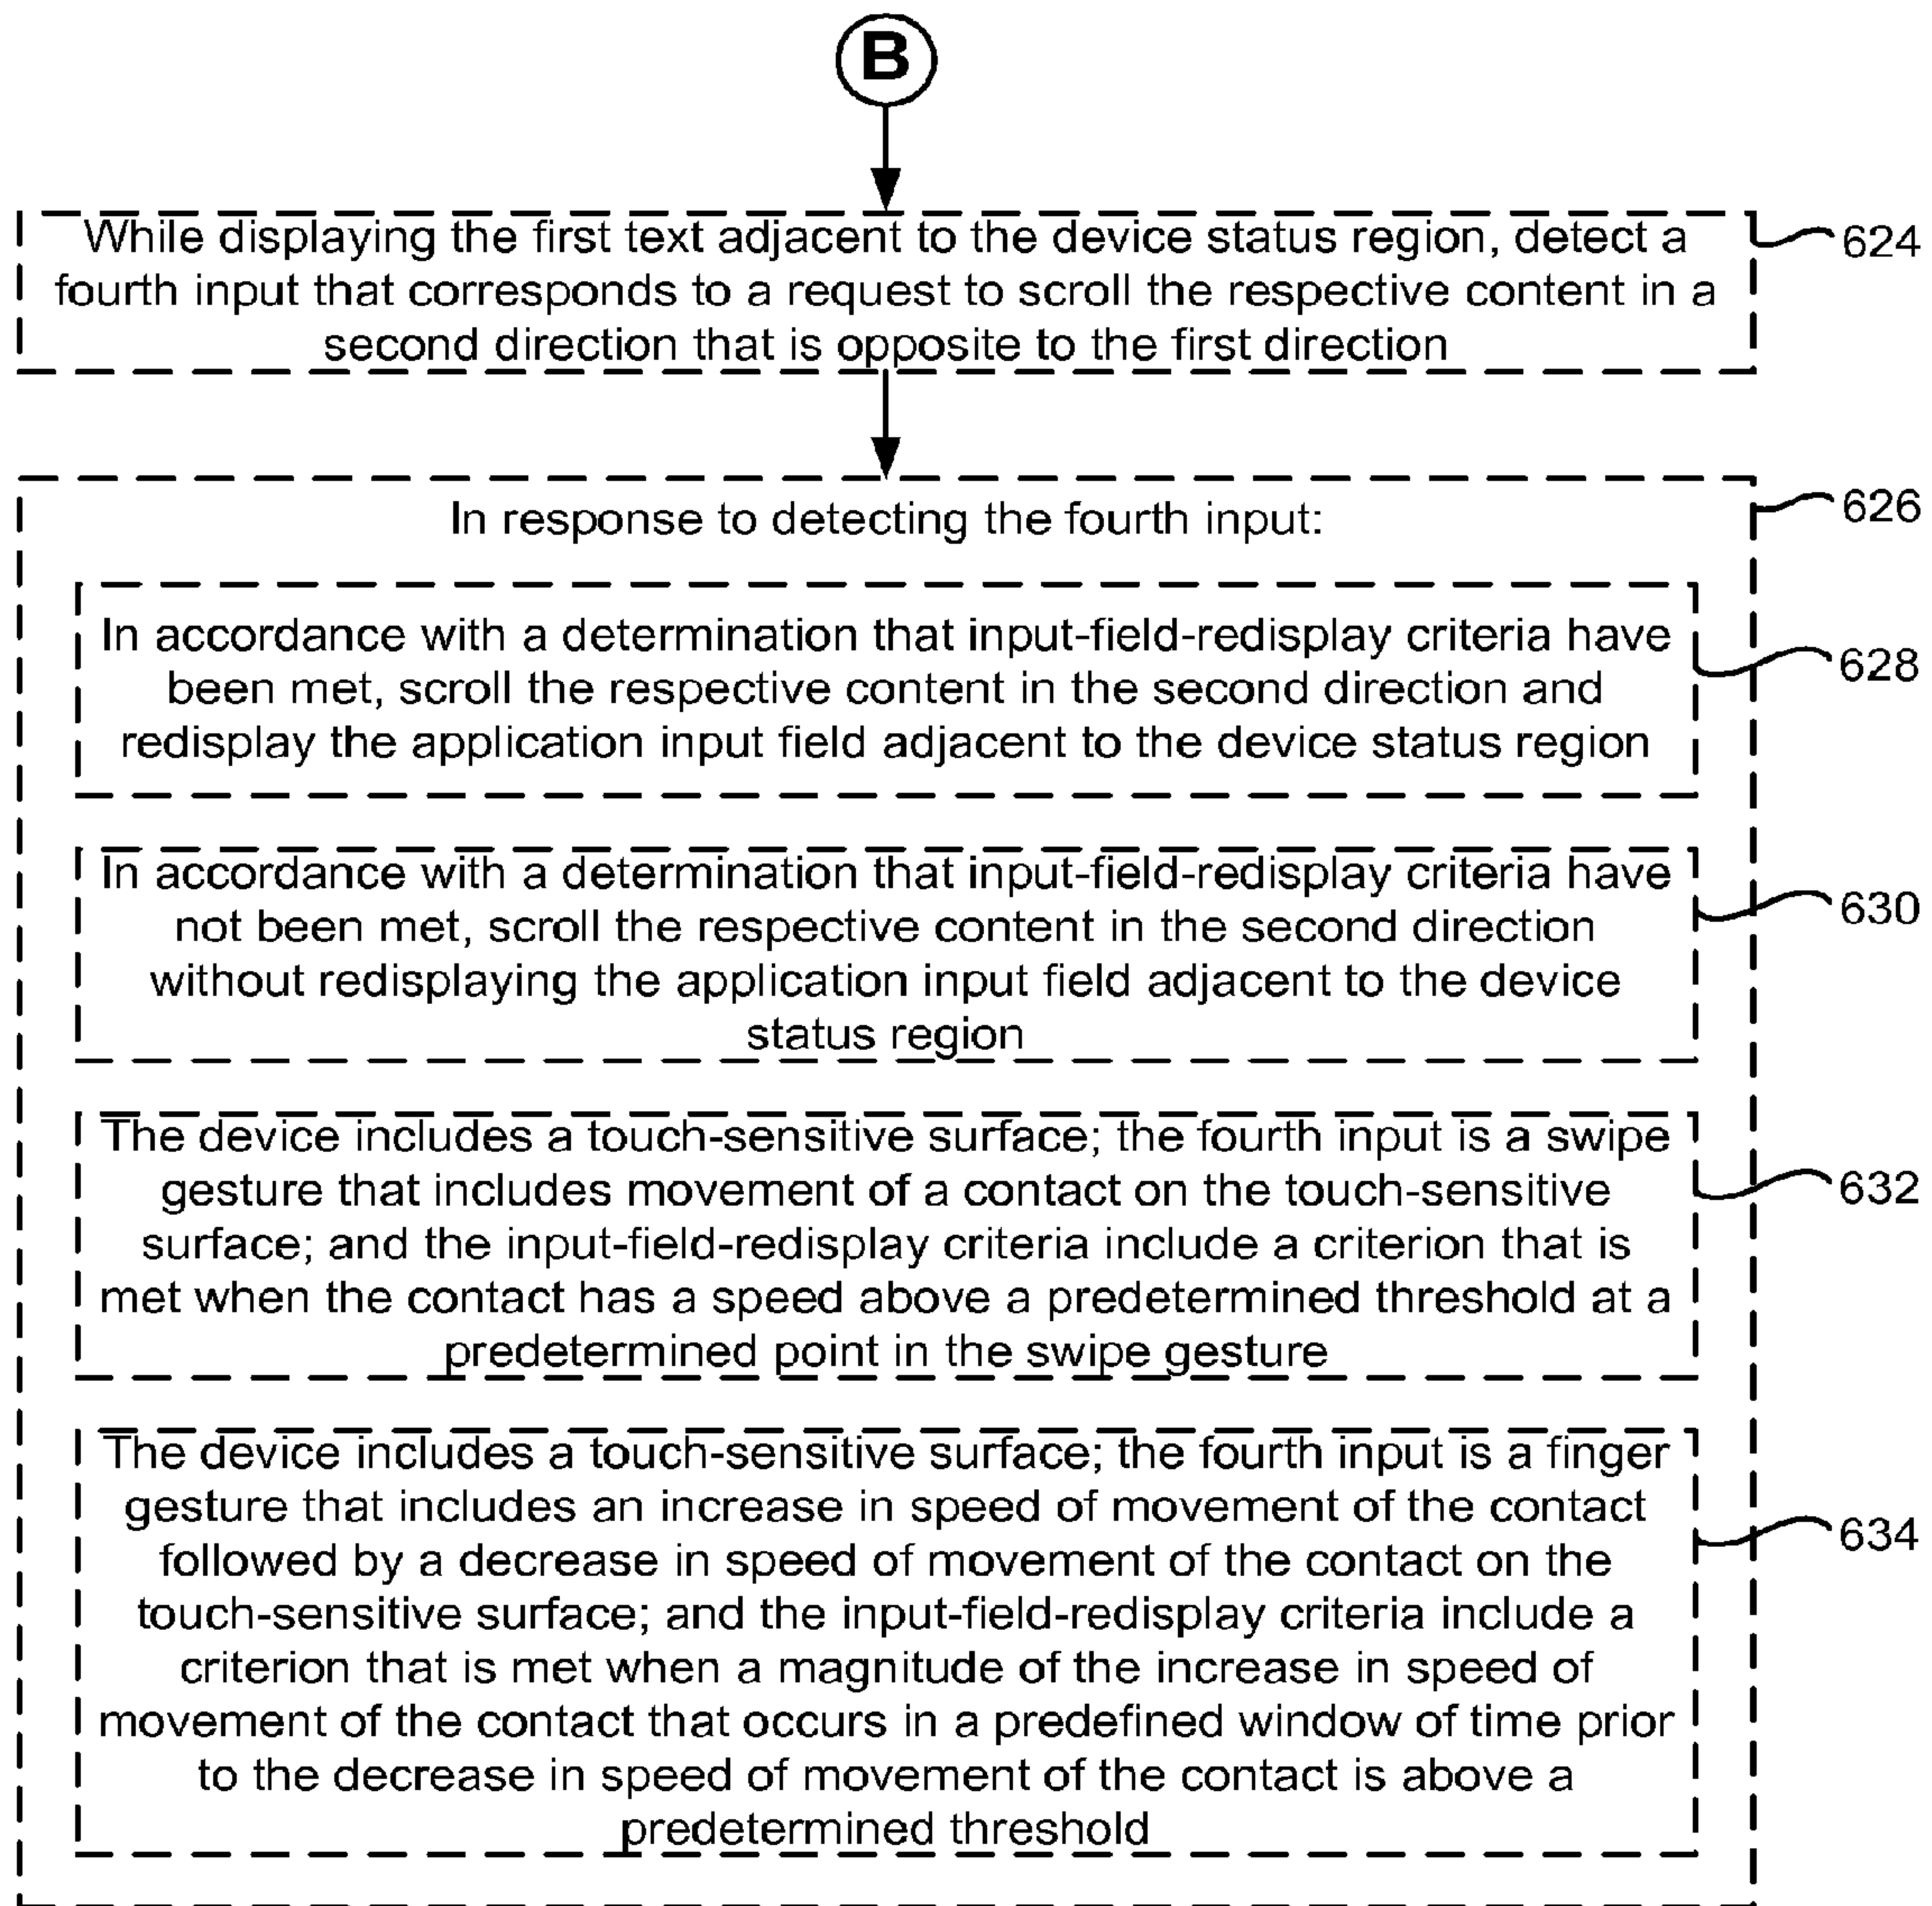 B
While displaying the first text adjacent to the device status region, detect a
fourth input that corresponds to a request to scroll the respective content in a
second direction that is opposite to the first direction
624
In response to detecting the fourth input:
626
In accordance with a determination that input-field-redisplay criteria have
been met, scroll the respective content in the second direction and
redisplay the application input field adjacent to the device status region
628
In accordance with a determination that input-field-redisplay criteria have
not been met, scroll the respective content in the second direction
without redisplaying the application input field adjacent to the device
status region
630
The device includes a touch-sensitive surface; the fourth input is a swipe
gesture that includes movement of a contact on the touch-sensitive
surface; and the input-field-redisplay criteria include a criterion that is
met when the contact has a speed above a predetermined threshold at a
predetermined point in the swipe gesture
632
The device includes a touch-sensitive surface; the fourth input is a finger
gesture that includes an increase in speed of movement of the contact
followed by a decrease in speed of movement of the contact on the
touch-sensitive surface; and the input-field-redisplay criteria include a
criterion that is met when a magnitude of the increase in speed of
movement of the contact that occurs in a predefined window of time prior
to the decrease in speed of movement of the contact is above a
predetermined threshold
634